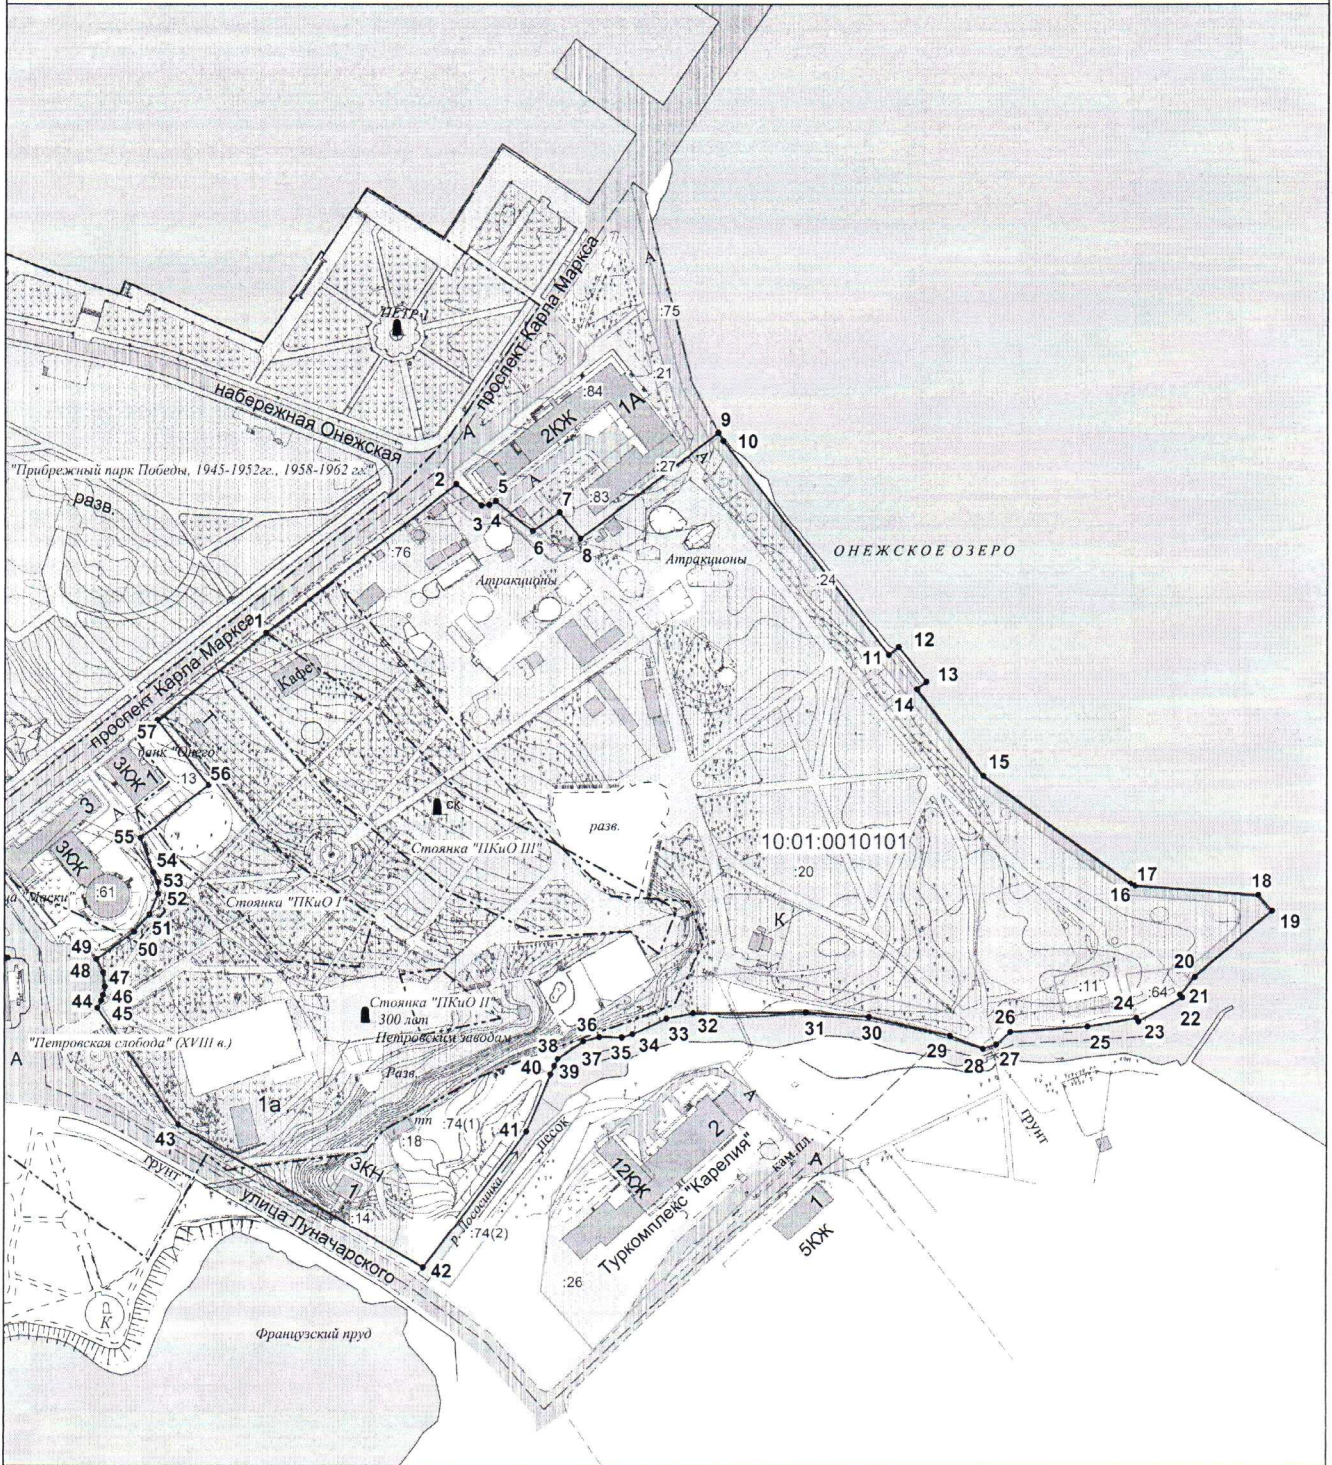 ПЕТР I
проспект Карла Маркса
А
:75
:21
:84
1А
2КЖ
набережная Онежская
А
9
10
А
:27
"Прибрежный парк Победы, 1945-1952гг., 1958-1962 гг."
разв.
2
5
А
7
:83
3
4
6
8
:76
Атракционы
Атракционы
ОНЕЖСКОЕ ОЗЕРО
:24
1
проспект Карла Маркса
Кафе
12
11
13
14
57
Т
банк "Онего"
3КЖ
1
:13
56
15
3
А
ск.
разв.
55
Стоянка "ПКиО III"
10:01:0010101
:20
3КЖ
54
53
:61
52
Стоянка "ПКиО I"
"Маски"
51
50
К
17
16
18
19
49
48
47
46
44
45
20
:11
:64
21
22
24
23
Стоянка "ПКиО II"
300 лет
Петровским заводам
36
33
32
31
30
26
25
"Петровская слобода" (XVIII в.)
А
38
37
35
34
29
28
27
Разв.
40
39
1а
тп
:74(1)
:18
41
песок
43
грунт
3КН
1
:14
улица Луначарского
р. Лососинка
:74(2)
42
А
2
12КЖ
Туркомплекс "Карелия"
кам.пл.
А
1
5КЖ
грунт
:26
П
К
Французский пруд